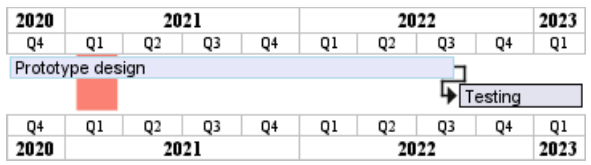 2020 2021 2022 2023
Q4 Q1 Q2 Q3 Q4 Q1 Q2 Q3 Q4 Q1
Prototype design
Testing
Q4 Q1 Q2 Q3 Q4 Q1 Q2 Q3 Q4 Q1
2020 2021 2022 2023